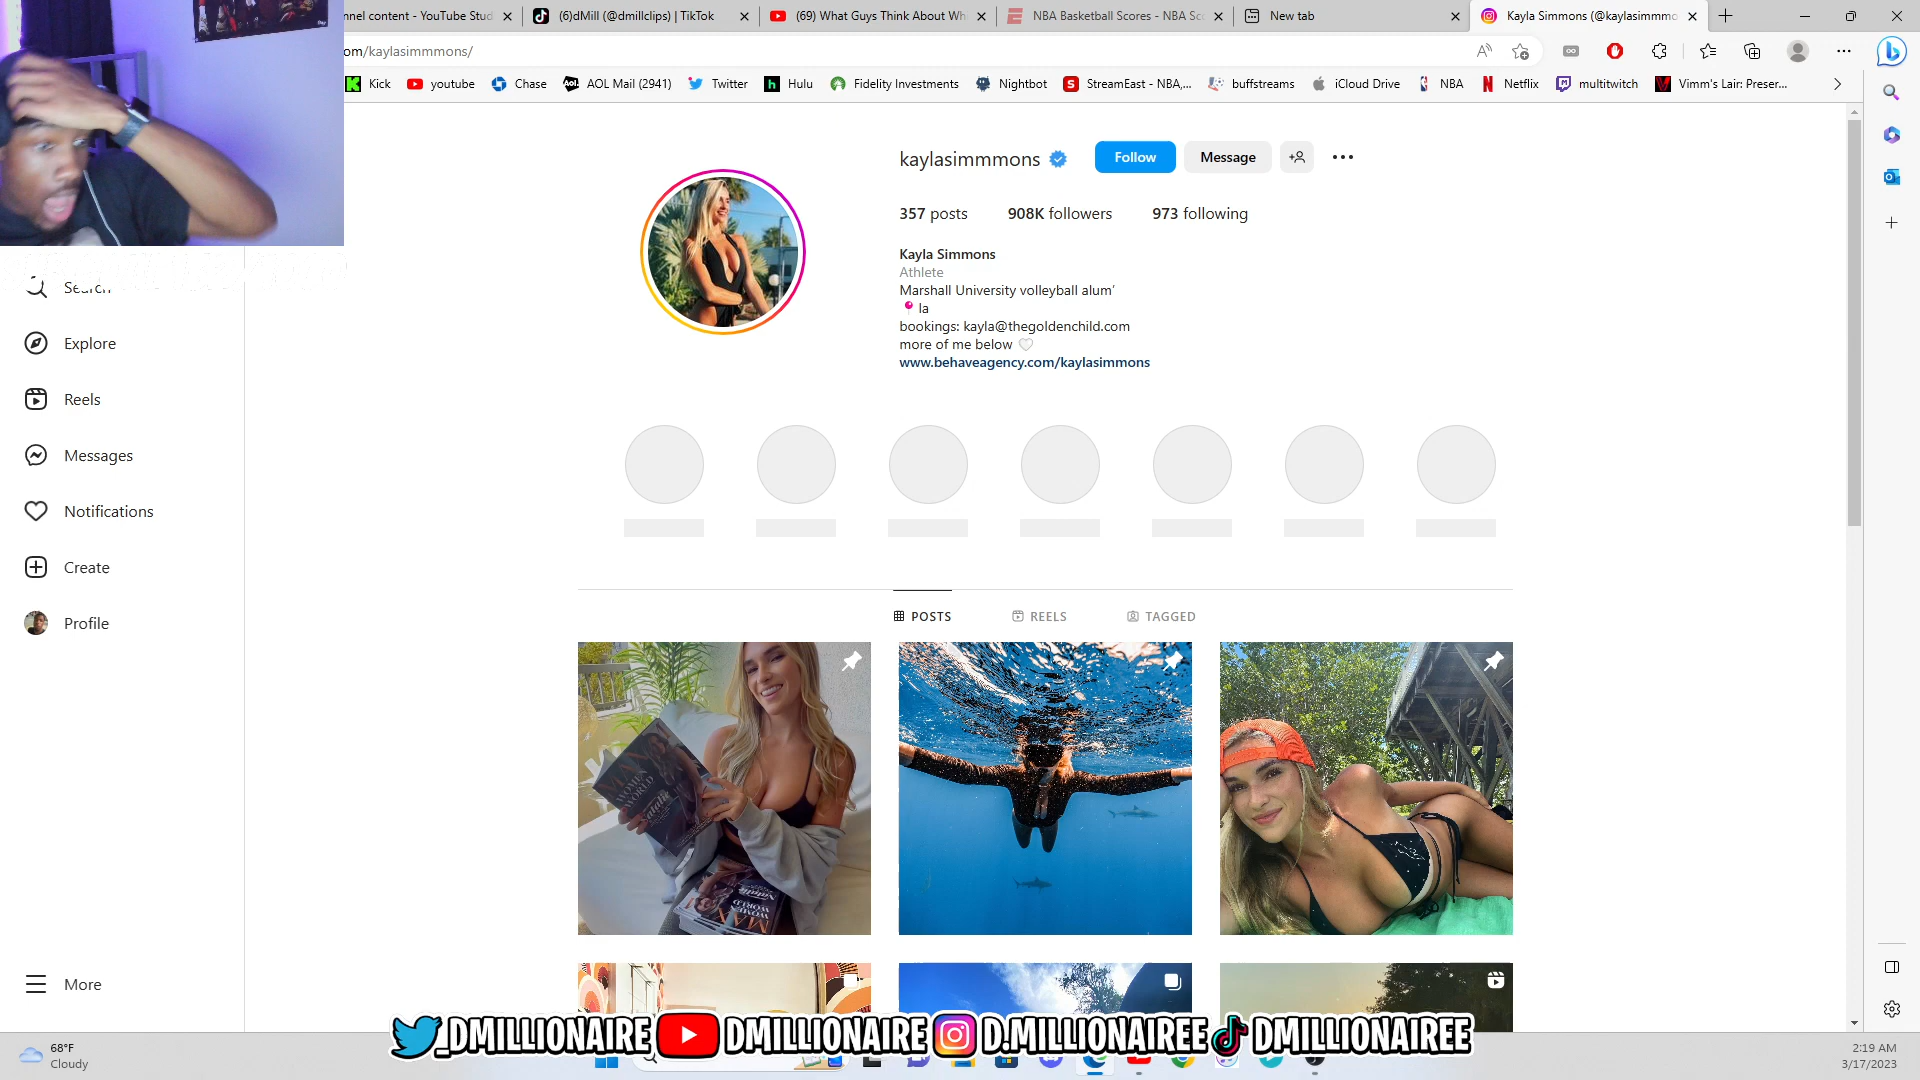 nnel content - YouTube Stud
(6)dMill (@dmillclips) | TikTok
(69) What Guys Think About Wh
NBA Basketball Scores - NBA Sc
New tab
Kayla Simmons (@kaylasimmmo
om/kaylasimmmons/
Kick
youtube
Chase
AOL Mail (2941)
Twitter
Hulu
Fidelity Investments
Nightbot
StreamEast - NBA,...
buffstreams
iCloud Drive
NBA
Netflix
multitwitch
Vimm's Lair: Preser...
kaylasimmmons
Follow
Message
357 posts
908K followers
973 following
Kayla Simmons
Athlete
Marshall University volleyball alum'
la
bookings: kayla@thegoldenchild.com
more of me below
www.behaveagency.com/kaylasimmons
Search
Explore
Reels
Messages
Notifications
Create
Profile
More
POSTS
REELS
TAGGED
_DMILLIONAIRE DMILLIONAIRE D.MILLIONAIREE DMILLIONAIREE
68°F
Cloudy
2:19 AM
3/17/2023